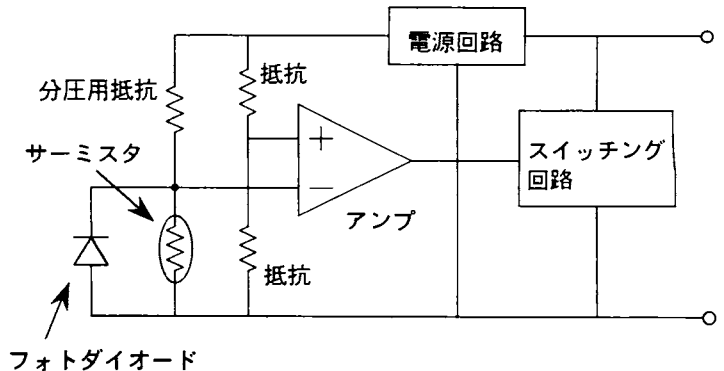 電源回路
抵抗
分圧用抵抗
サーミスタ
+
−
アンプ
スイッチング
回路
抵抗
フォトダイオード